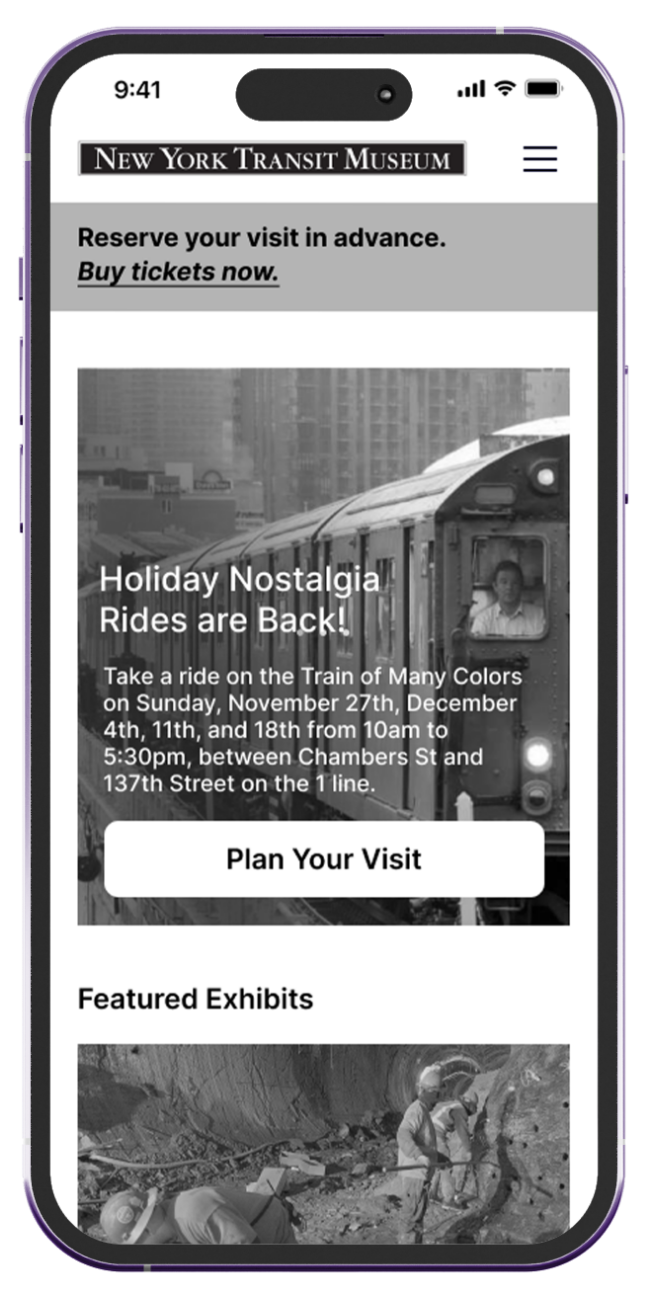 9:41
NEW YORK TRANSIT MUSEUM
Reserve your visit in advance.
Buy tickets now.
Holiday Nostalgia
Rides are Back!
Take a ride on the Train of Many Colors
on Sunday, November 27th, December
4th, 11th, and 18th from 10am to
5:30pm, between Chambers St and
137th Street on the 1 line.
Plan Your Visit
Featured Exhibits